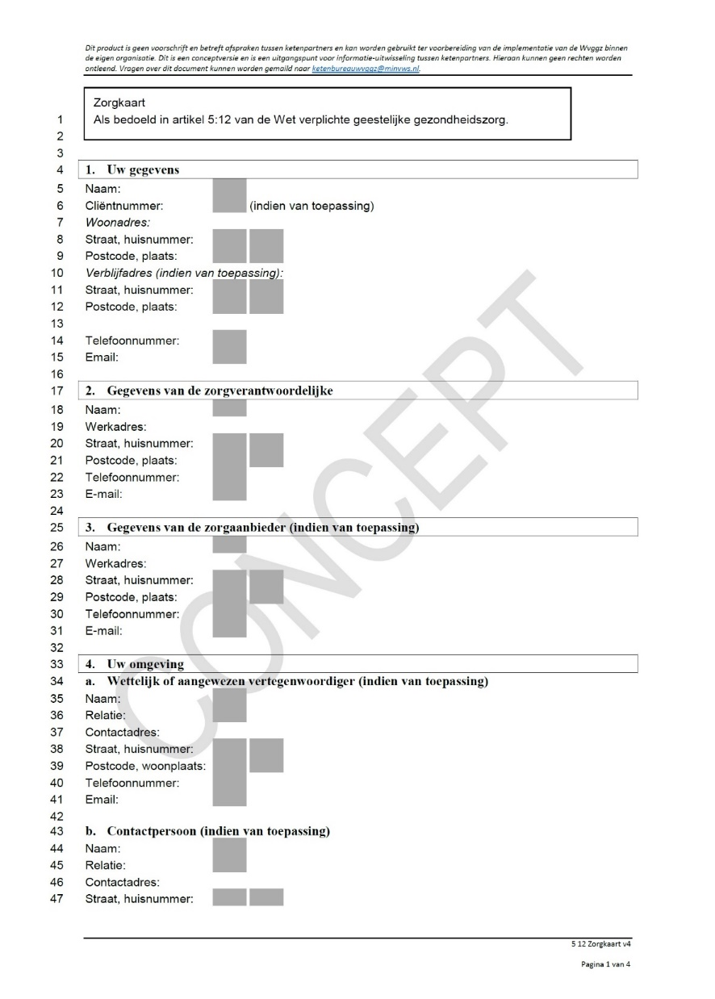 Dit product is geen voorschrift en betreft afspraken tussen ketenpartners en kan worden gebruikt ter voorbereiding van de implementatie van de Wvggz binnen
de eigen organisatie. Dit is een conceptversie en is een uitgangspunt voor informatie-uitwisseling tussen ketenpartners. Hieraan kunnen geen rechten worden
ontleend. Vragen over dit document kunnen worden gemaild naar ketenbureauwvggz@minvws.nl.
Zorgkaart
1 Als bedoeld in artikel 5:12 van de Wet verplichte geestelijke gezondheidszorg.
2
3
4 1. Uw gegevens
5 Naam:
6 Cliëntnummer: (indien van toepassing)
7 Woonadres:
8 Straat, huisnummer:
9 Postcode, plaats:
10 Verblijfadres (indien van toepassing):
11 Straat, huisnummer:
12 Postcode, plaats:
13
14 Telefoonnummer:
15 Email:
16
17 2. Gegevens van de zorgverantwoordelijke
18 Naam:
19 Werkadres:
20 Straat, huisnummer:
21 Postcode, plaats:
22 Telefoonnummer:
23 E-mail:
24
25 3. Gegevens van de zorgaanbieder (indien van toepassing)
26 Naam:
27 Werkadres:
28 Straat, huisnummer:
29 Postcode, plaats:
30 Telefoonnummer:
31 E-mail:
32
33 4. Uw omgeving
34 a. Wettelijk of aangewezen vertegenwoordiger (indien van toepassing)
35 Naam:
36 Relatie:
37 Contactadres:
38 Straat, huisnummer:
39 Postcode, woonplaats:
40 Telefoonnummer:
41 Email:
42
43 b. Contactpersoon (indien van toepassing)
44 Naam:
45 Relatie:
46 Contactadres:
47 Straat, huisnummer:
CONCEPT
5 12 Zorgkaart v4
Pagina 1 van 4